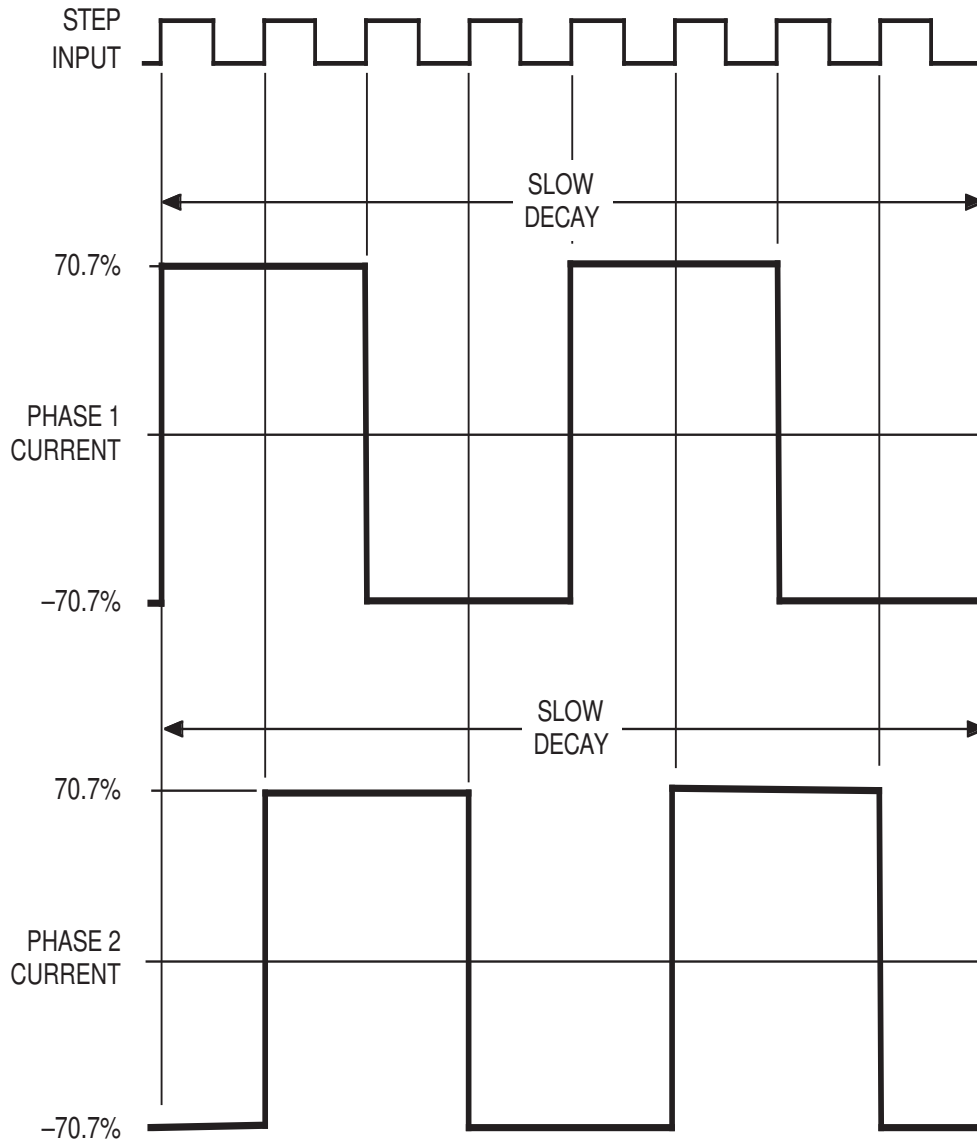 STEP
INPUT
SLOW
DECAY
70.7%
PHASE 1
CURRENT
–70.7%
SLOW
DECAY
70.7%
PHASE 2
CURRENT
–70.7%